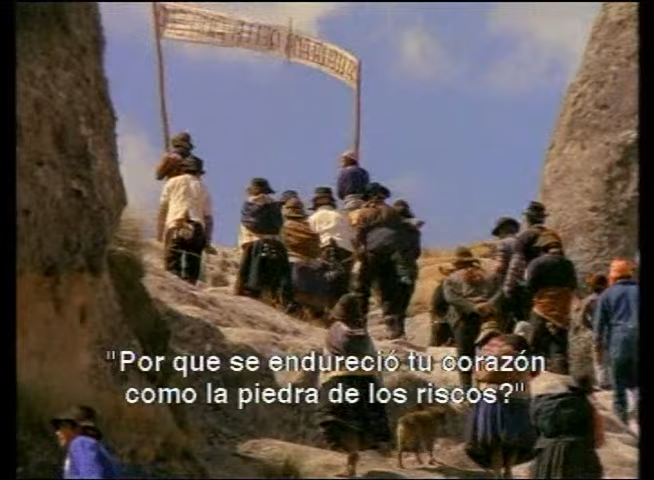 "Por que se endureció tu corazón
como la piedra de los riscos?"